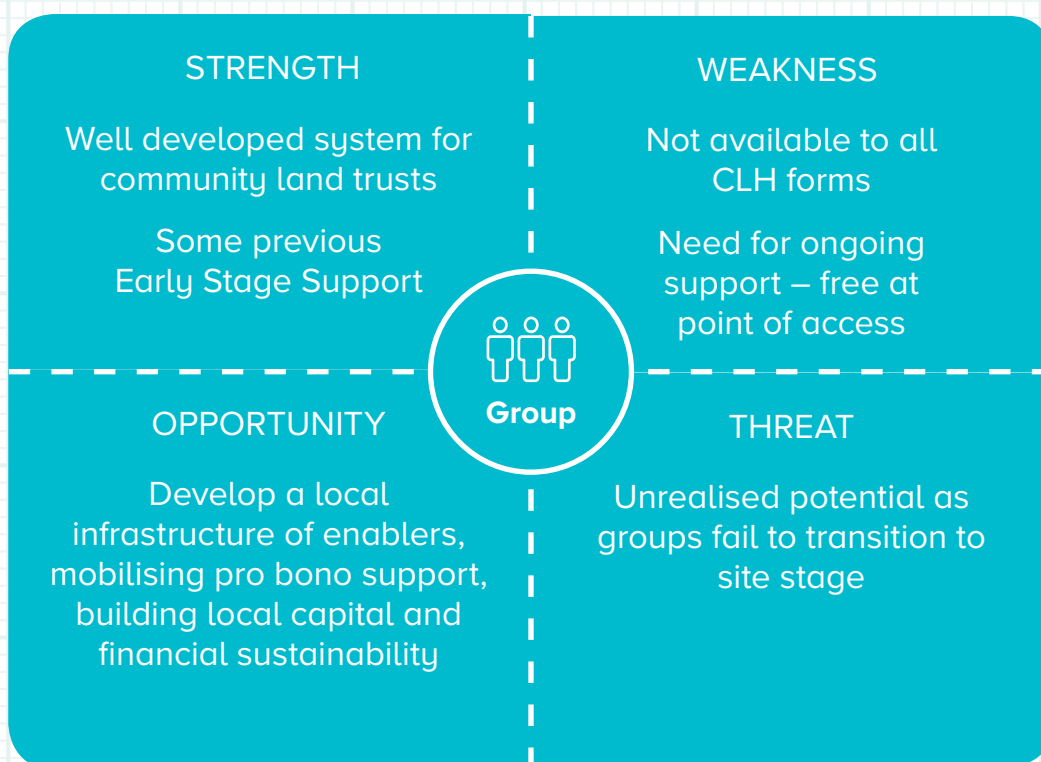 STRENGTH
Well developed system for
community land trusts
Some previous
Early Stage Support
WEAKNESS
Not available to all
CLH forms
Need for ongoing
support – free at
point of access
Group
OPPORTUNITY
Develop a local
infrastructure of enablers,
mobilising pro bono support,
building local capital and
financial sustainability
THREAT
Unrealised potential as
groups fail to transition to
site stage